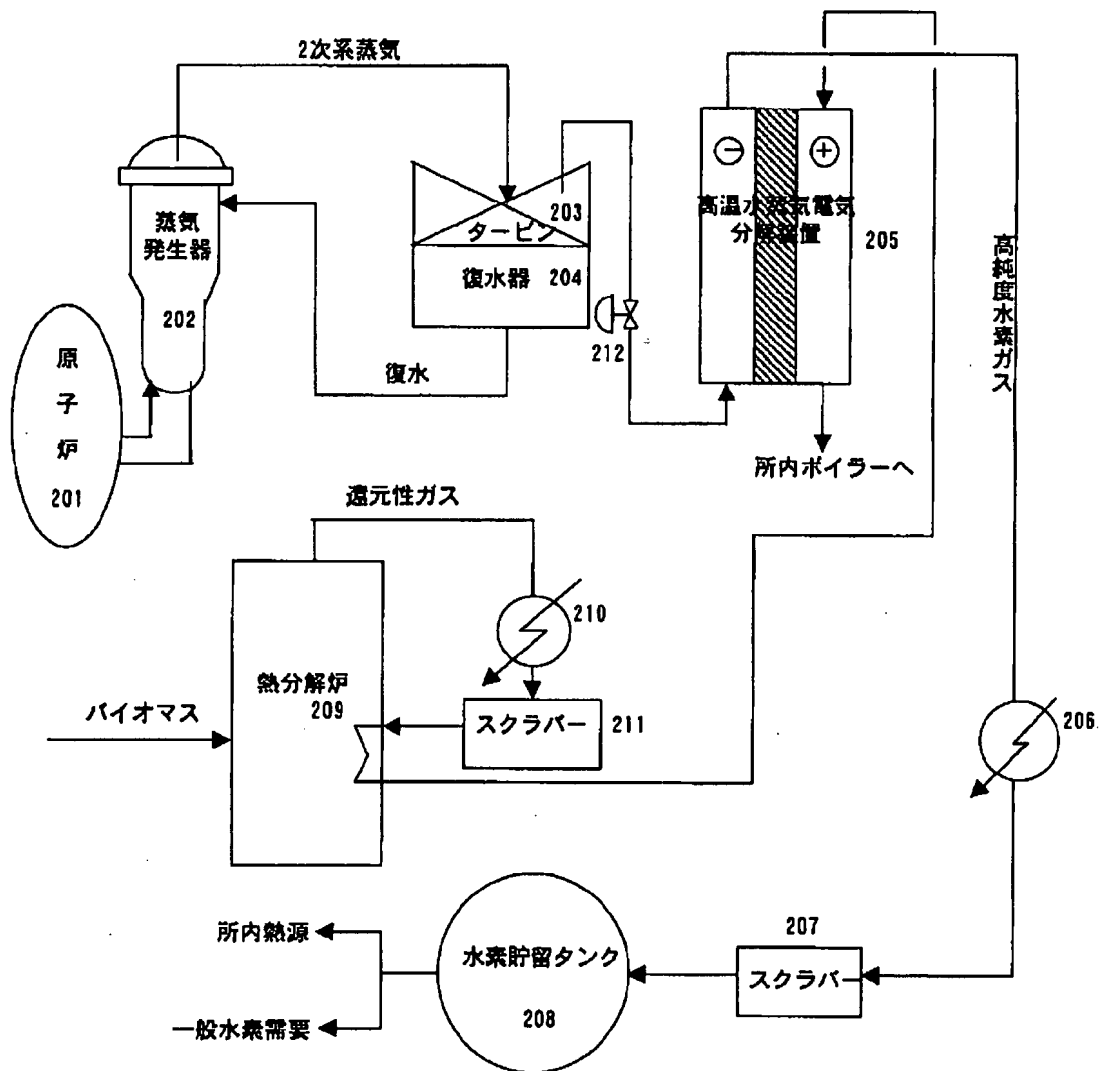 2次系蒸気
蒸気
発生器
202
原
子
炉
201
203
タービン
復水器 204
212
復水
⊖
⊕
高温水蒸気電気
分解装置
205
所内ボイラーへ
高純度水素ガス
還元性ガス
210
熱分解炉
209
バイオマス
スクラバー
211
206
207
スクラバー
水素貯留タンク
208
所内熱源
一般水素需要